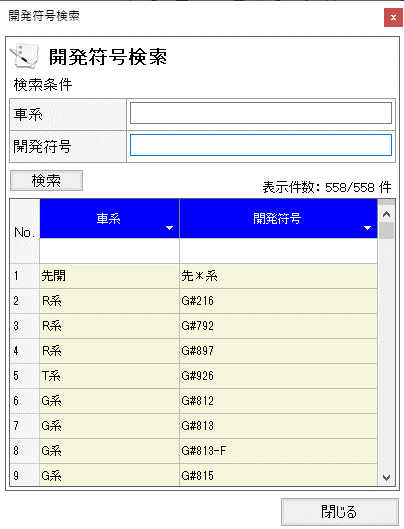 開発符号検索
開発符号検索
検索条件
車系
開発符号
検索
表示件数: 558/558 件
No. 車系 開発符号
1 先開 先＊系
2 R系 G#216
3 R系 G#792
4 R系 G#897
5 T系 G#926
6 G系 G#812
7 G系 G#813
8 G系 G#813-F
9 G系 G#815
閉じる